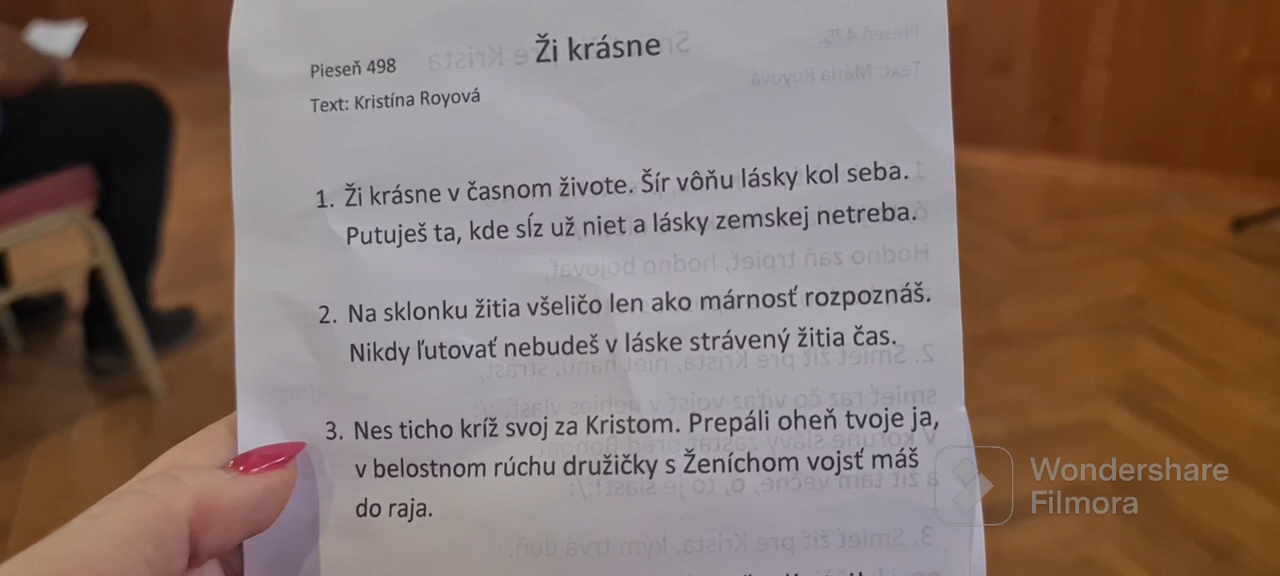 Ži krásne
Pieseň 498
Text: Kristína Royová
1. Ži krásne v časnom živote. Šír vôňu lásky kol seba.
Putuješ ta, kde sĺz už niet a lásky zemskej netreba.
2. Na sklonku žitia všeličo len ako márnosť rozpoznáš.
Nikdy ľutovať nebudeš v láske strávený žitia čas.
3. Nes ticho kríž svoj za Kristom. Prepáli oheň tvoje ja,
v belostnom rúchu družičky s Ženíchom vojsť máš
do raja.
Wondershare
Filmora